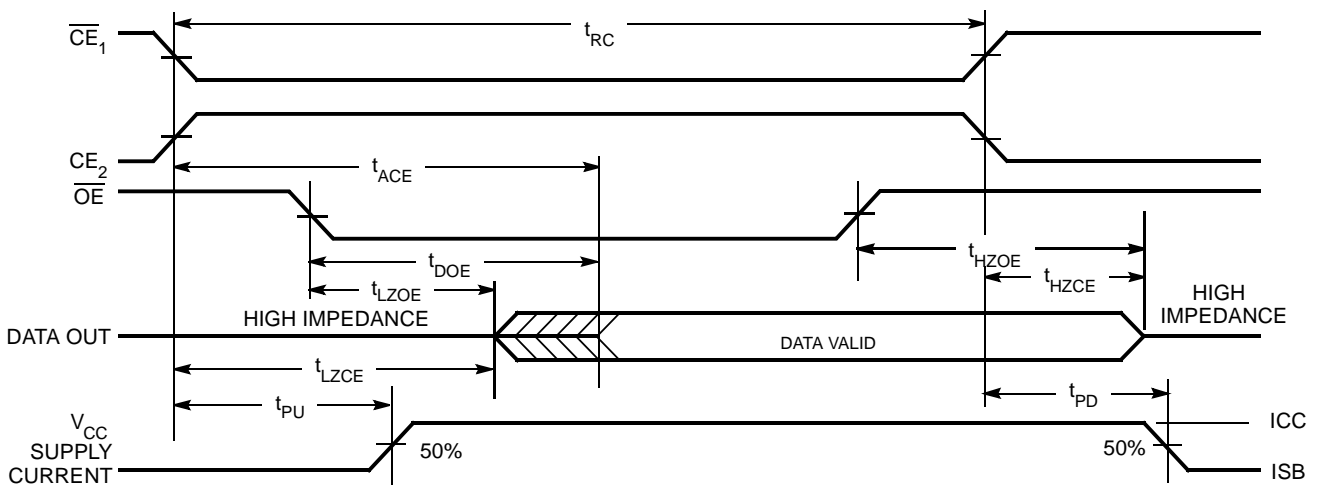 CE1
tRC
CE2
tACE
OE
tDOE
tHZOE
tLZOE
tHZCE
HIGH IMPEDANCE
HIGH
IMPEDANCE
DATA OUT
DATA VALID
tLZCE
tPU
tPD
VCC
SUPPLY
CURRENT
50%
50%
ICC
ISB